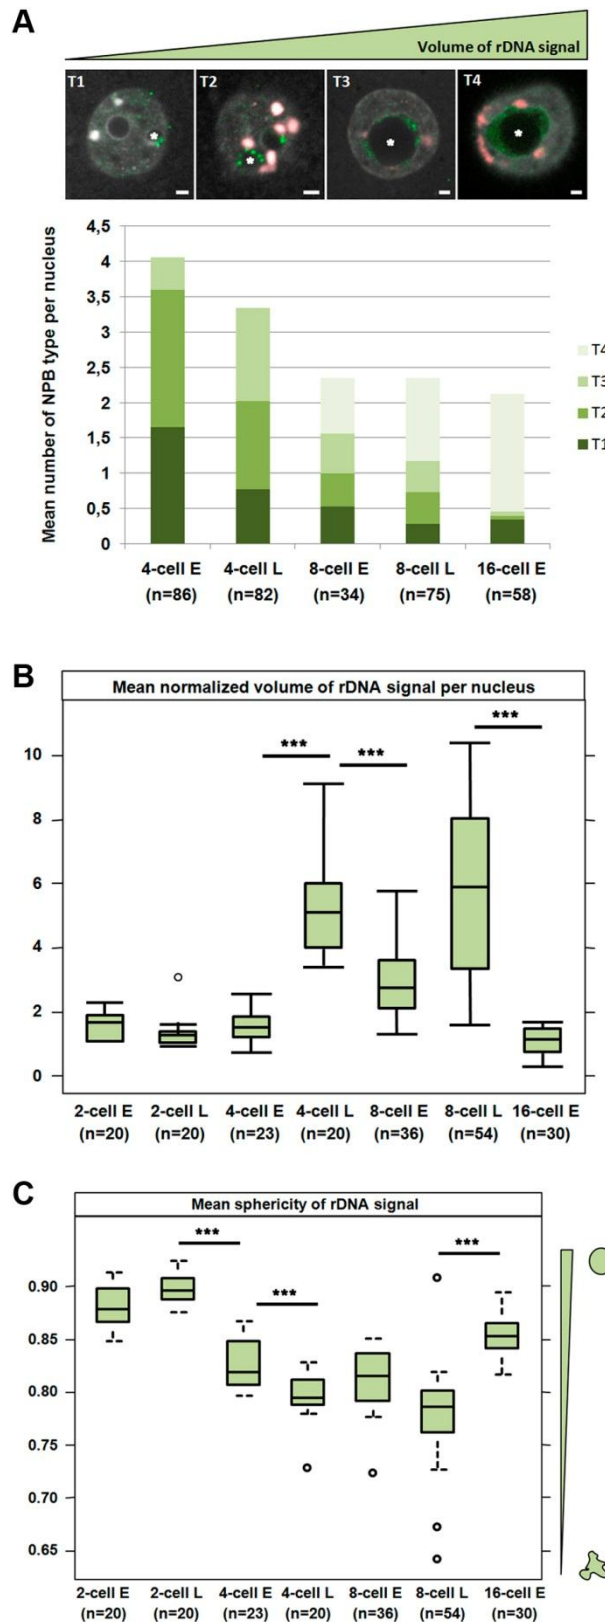 A
Volume of rDNA signal
T1
T2
T3
T4
Mean number of NPB type per nucleus
4,5
4
3,5
3
2,5
2
1,5
1
0,5
0
T4
T3
T2
T1
4-cell E
(n=86)
4-cell L
(n=82)
8-cell E
(n=34)
8-cell L
(n=75)
16-cell E
(n=58)
B
Mean normalized volume of rDNA signal per nucleus
***
***
***
10
8
6
4
2
0
2-cell E
(n=20)
2-cell L
(n=20)
4-cell E
(n=23)
4-cell L
(n=20)
8-cell E
(n=36)
8-cell L
(n=54)
16-cell E
(n=30)
C
Mean sphericity of rDNA signal
***
***
***
0.90
0.85
0.80
0.75
0.70
0.65
2-cell E
(n=20)
2-cell L
(n=20)
4-cell E
(n=23)
4-cell L
(n=20)
8-cell E
(n=36)
8-cell L
(n=54)
16-cell E
(n=30)